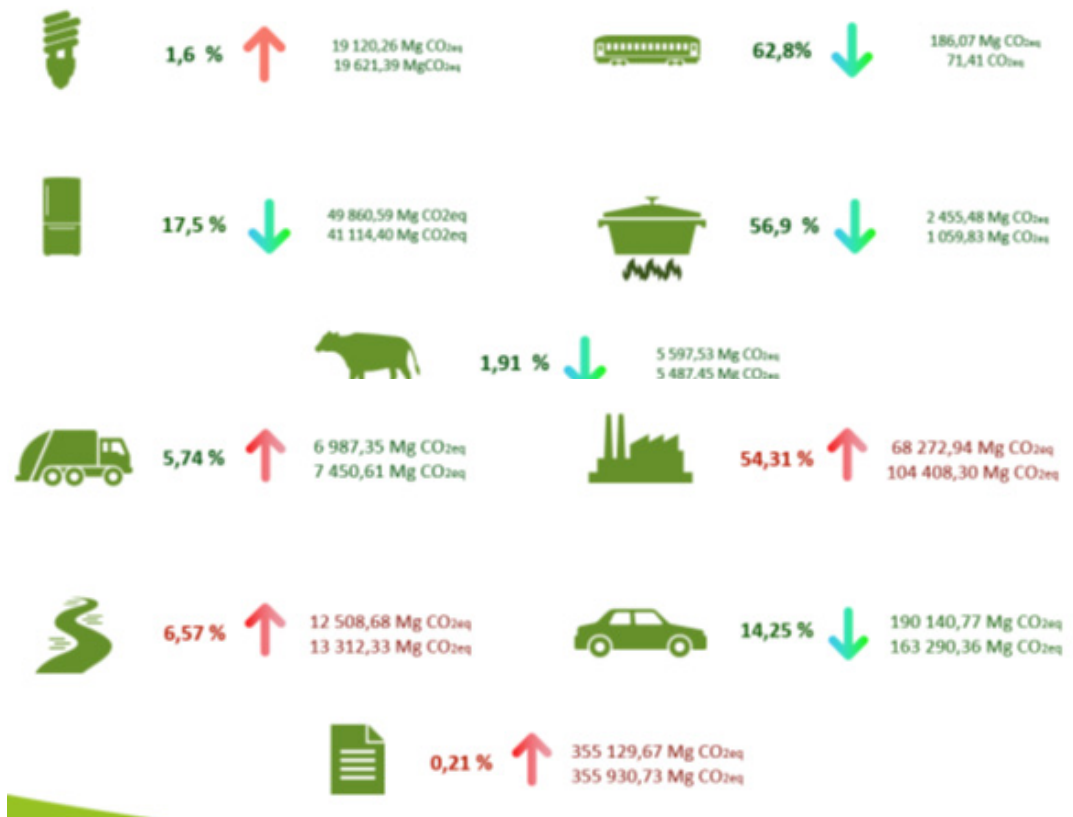 1,6 %
19 120,26 Mg CO2eq
19 621,39 MgCO2eq
62,8%
186,07 Mg CO2eq
71,41 CO2eq
17,5 %
49 860,59 Mg CO2eq
41 114,40 Mg CO2eq
56,9 %
2 455,48 Mg CO2eq
1 059,83 Mg CO2eq
1,91 %
5 597,53 Mg CO2eq
5 487,45 Mg CO2eq
5,74 %
6 987,35 Mg CO2eq
7 450,61 Mg CO2eq
54,31 %
68 272,94 Mg CO2eq
104 408,30 Mg CO2eq
6,57 %
12 508,68 Mg CO2eq
13 312,33 Mg CO2eq
14,25 %
190 140,77 Mg CO2eq
163 290,36 Mg CO2eq
0,21 %
355 129,67 Mg CO2eq
355 930,73 Mg CO2eq